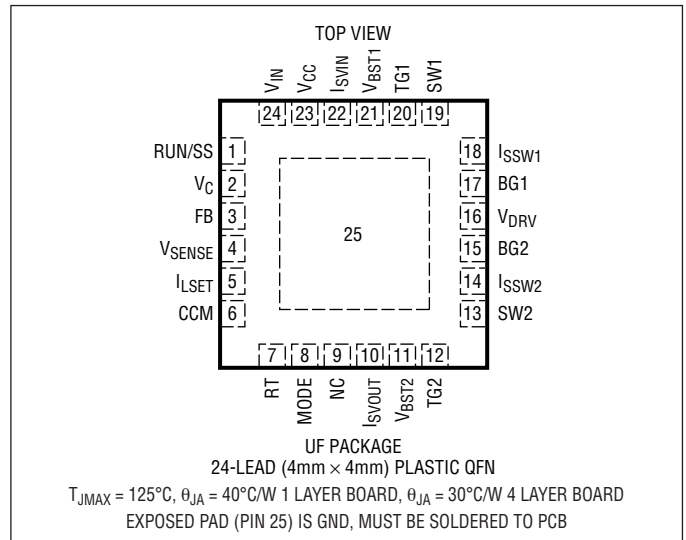 TOP VIEW
VIN
VCC
ISVIN
VBST1
TG1
SW1
24 23 22 21 20 19
RUN/SS 1
VC 2
FB 3
VSENSE 4
ILSET 5
CCM 6
25
18 ISSW1
17 BG1
16 VDRV
15 BG2
14 ISSW2
13 SW2
7 8 9 10 11 12
RT
MODE
NC
ISVOUT
VBST2
TG2
UF PACKAGE
24-LEAD (4mm × 4mm) PLASTIC QFN
TJMAX = 125°C, θJA = 40°C/W 1 LAYER BOARD, θJA = 30°C/W 4 LAYER BOARD
EXPOSED PAD (PIN 25) IS GND, MUST BE SOLDERED TO PCB